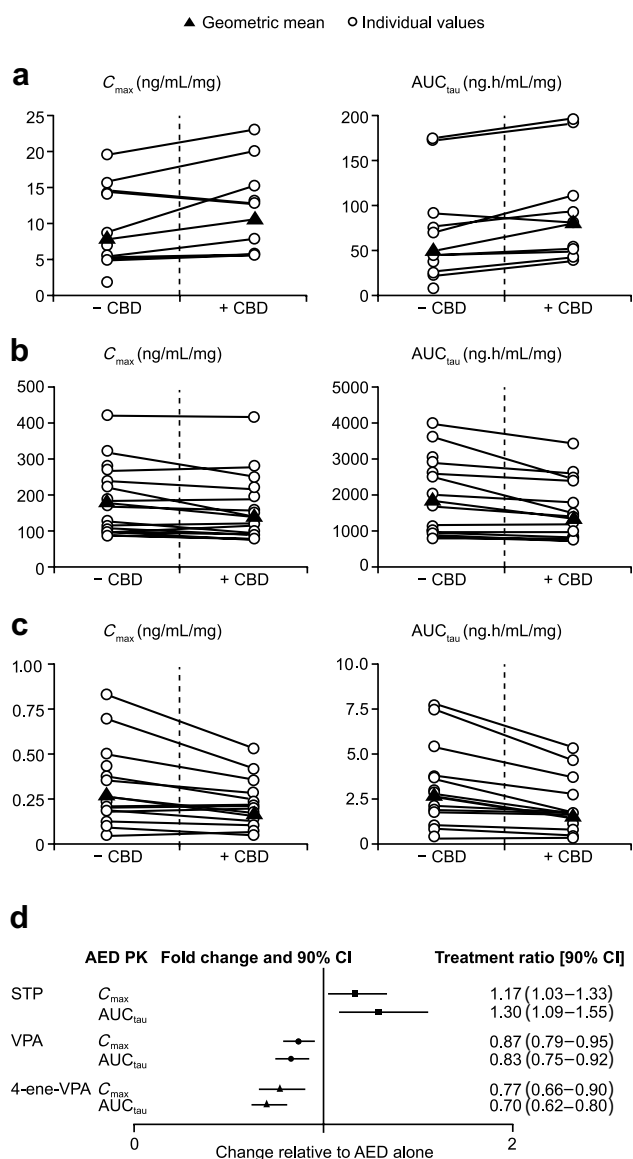 ▲ Geometric mean ○ Individual values
a
Cmax (ng/mL/mg) AUCtau (ng.h/mL/mg)
25 200
20 150
15 100
10
5 50
0 0
− CBD + CBD − CBD + CBD
b
Cmax (ng/mL/mg) AUCtau (ng.h/mL/mg)
500 5000
400 4000
300 3000
200 2000
100 1000
0 0
− CBD + CBD − CBD + CBD
c
Cmax (ng/mL/mg) AUCtau (ng.h/mL/mg)
1.00 10.0
0.75 7.5
0.50 5.0
0.25 2.5
0 0
− CBD + CBD − CBD + CBD
d
AED PK Fold change and 90% CI Treatment ratio [90% CI]
STP Cmax 1.17 (1.03–1.33)
AUCtau 1.30 (1.09–1.55)
VPA Cmax 0.87 (0.79–0.95)
AUCtau 0.83 (0.75–0.92)
4-ene-VPA Cmax 0.77 (0.66–0.90)
AUCtau 0.70 (0.62–0.80)
0 2
Change relative to AED alone